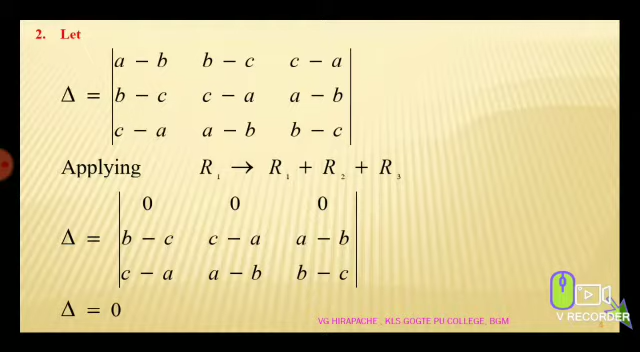 2. Let
Δ = | a − b   b − c   c − a |
| b − c   c − a   a − b |
| c − a   a − b   b − c |
Applying R₁ → R₁ + R₂ + R₃
Δ = | 0   0   0 |
| b − c   c − a   a − b |
| c − a   a − b   b − c |
Δ = 0
VG HIRAPACHE , KLS GOGTE PU COLLEGE, BGM
V RECORDER